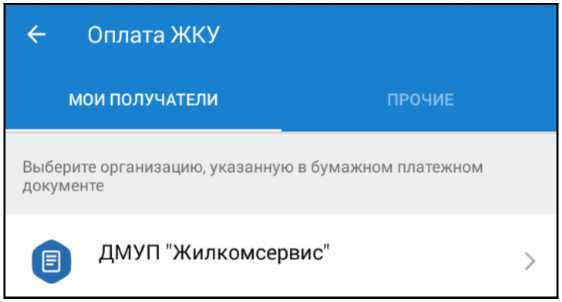 Оплата ЖКУ
МОИ ПОЛУЧАТЕЛИ
ПРОЧИЕ
Выберите организацию, указанную в бумажном платежном
документе
ДМУП "Жилкомсервис"